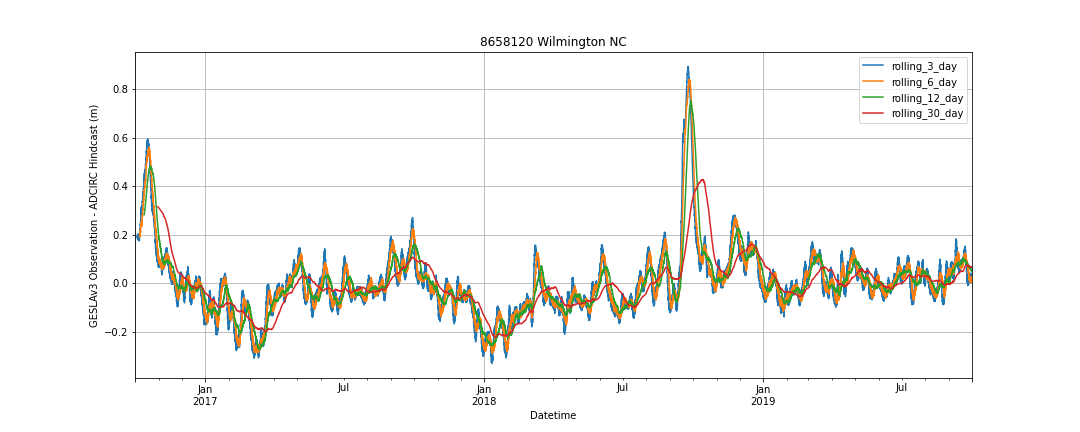 8658120 Wilmington NC
GESLAv3 Observation - ADCIRC Hindcast (m)
0.8
0.6
0.4
0.2
0.0
−0.2
rolling_3_day
rolling_6_day
rolling_12_day
rolling_30_day
Jan
2017
Jul
Jan
2018
Jul
Jan
2019
Jul
Datetime